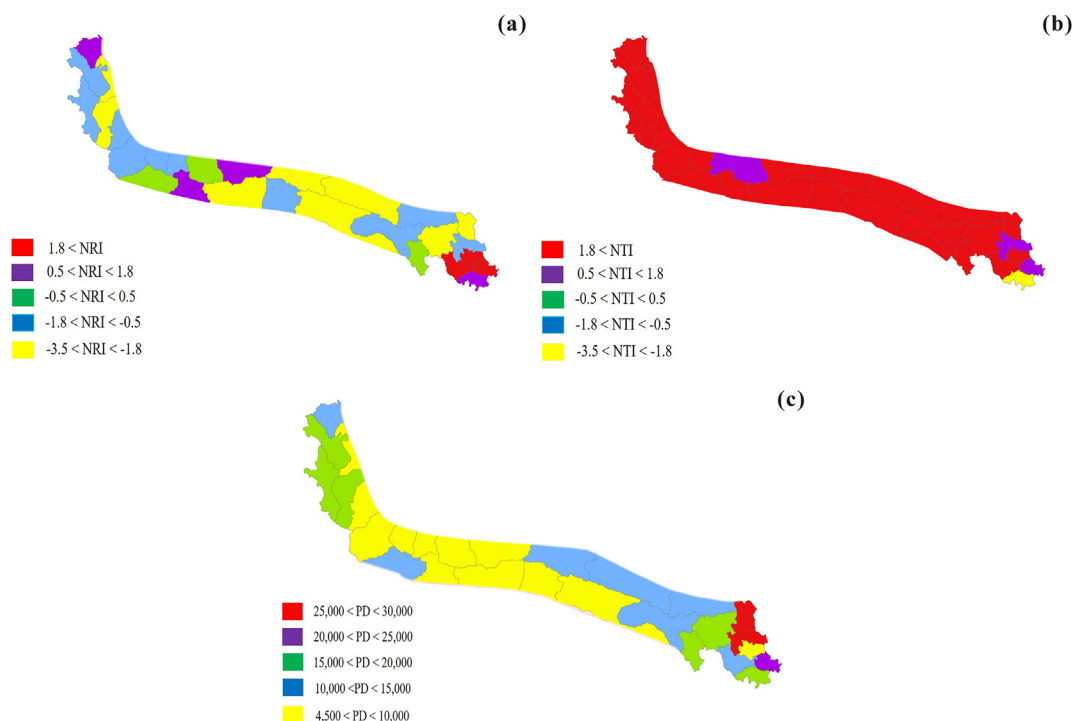 (a)
(b)
1.8 < NRI
0.5 < NRI < 1.8
-0.5 < NRI < 0.5
-1.8 < NRI < -0.5
-3.5 < NRI < -1.8
1.8 < NTI
0.5 < NTI < 1.8
-0.5 < NTI < 0.5
-1.8 < NTI < -0.5
-3.5 < NTI < -1.8
(c)
25,000 < PD < 30,000
20,000 < PD < 25,000
15,000 < PD < 20,000
10,000 <PD < 15,000
4,500 < PD < 10,000